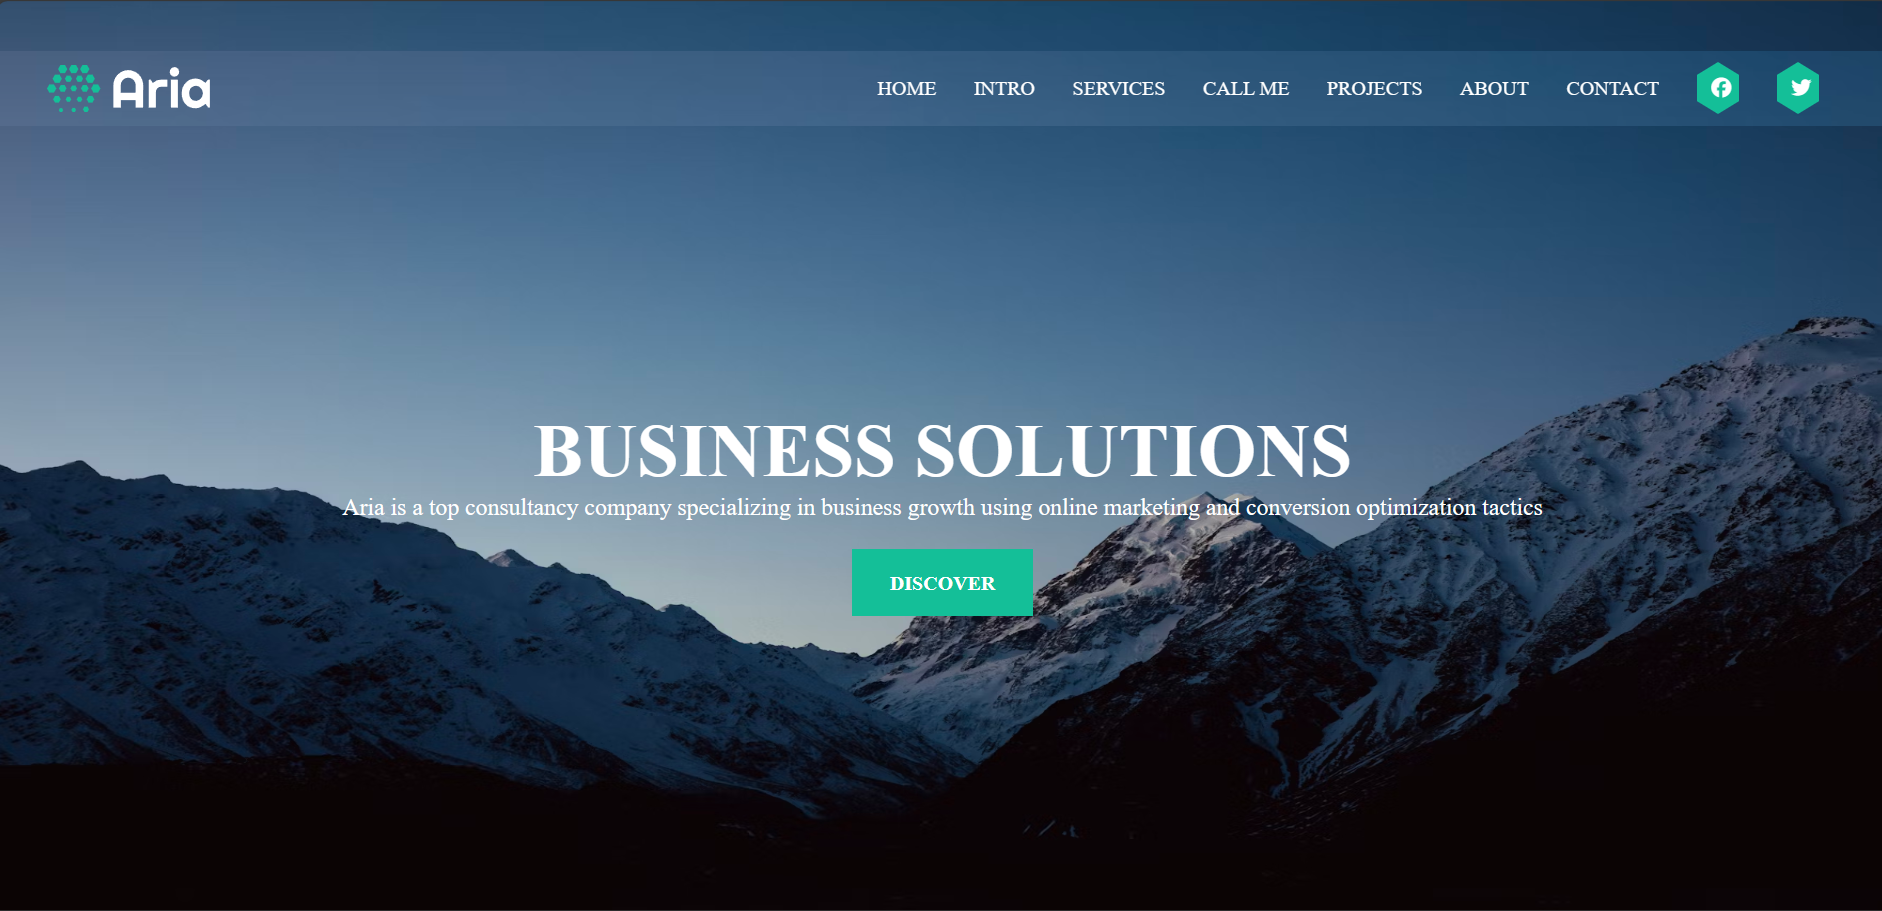 Aria
HOME INTRO SERVICES CALL ME PROJECTS ABOUT CONTACT
BUSINESS SOLUTIONS
Aria is a top consultancy company specializing in business growth using online marketing and conversion optimization tactics
DISCOVER